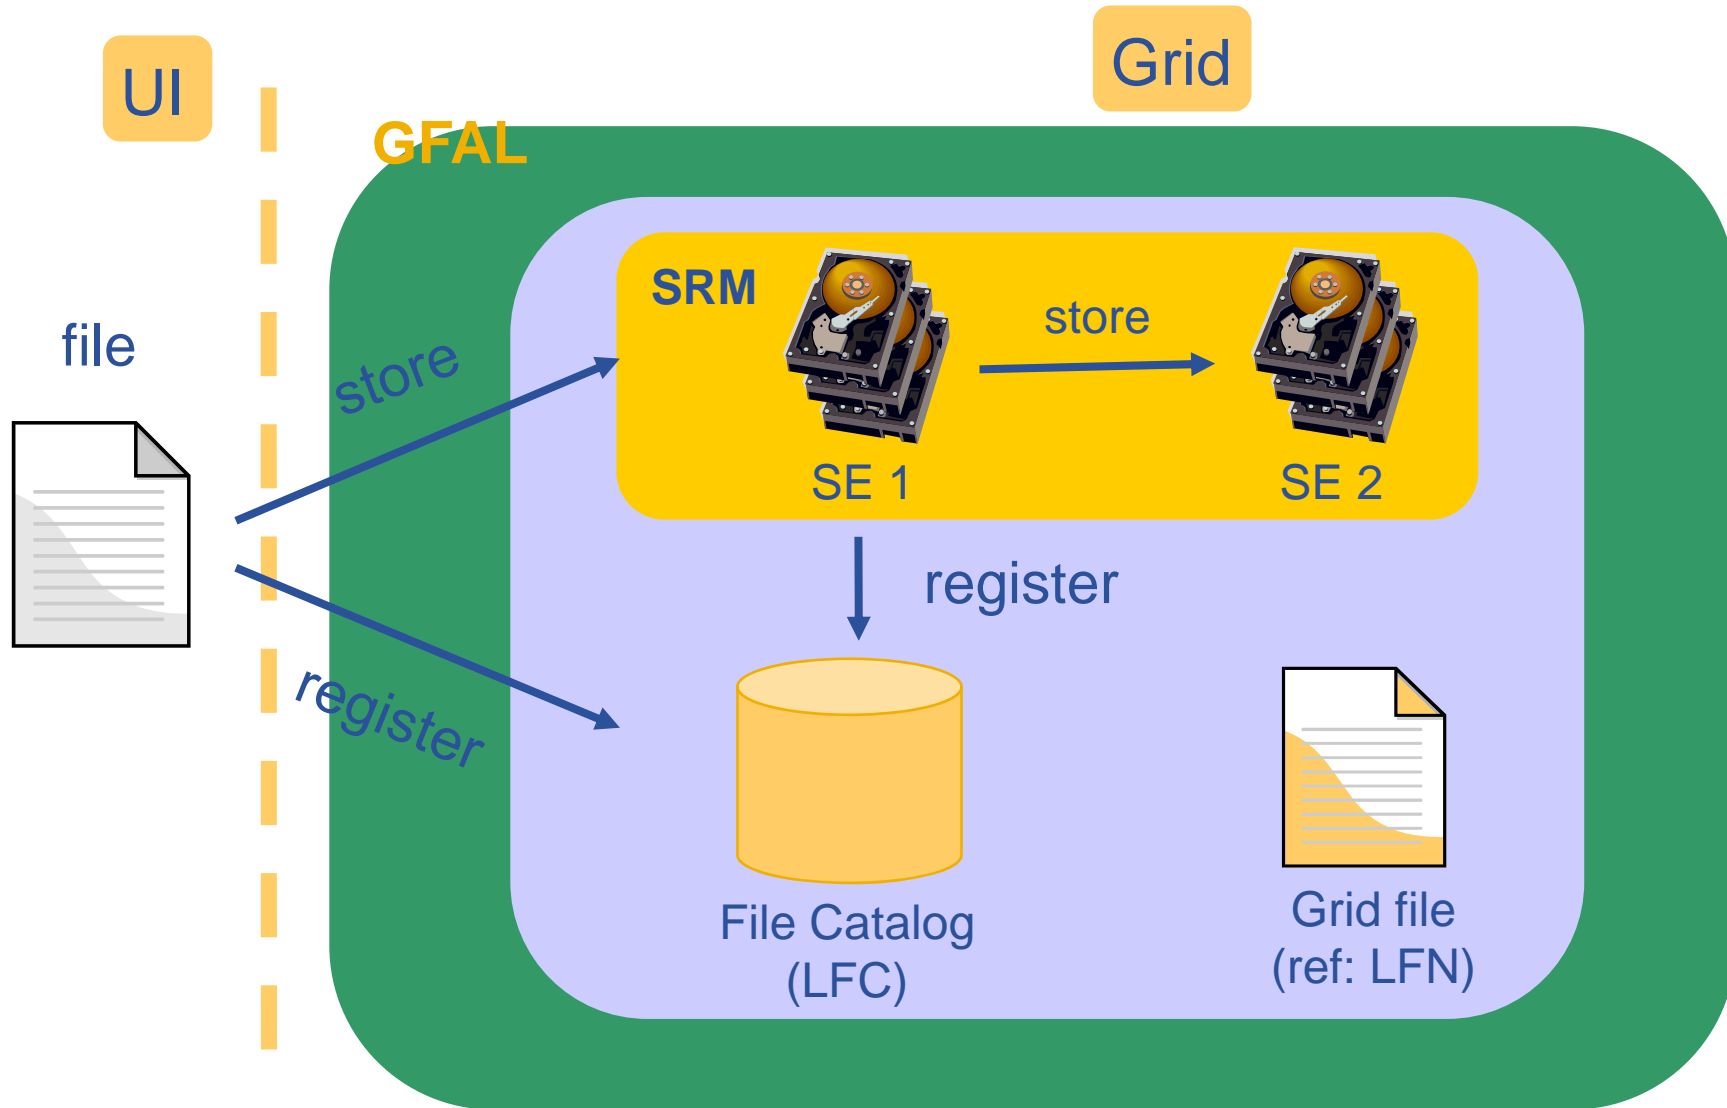 UI
Grid
GFAL
SRM
store
file
store
SE 1
SE 2
register
register
File Catalog
(LFC)
Grid file
(ref: LFN)